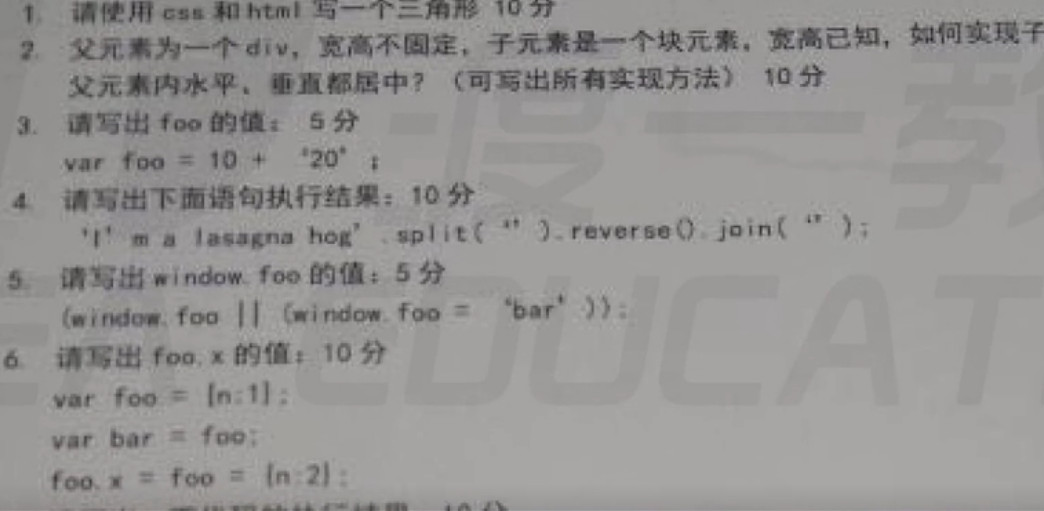 1. 请使用 css 和 html 写一个三角形 10 分
2. 父元素为一个 div，宽高不固定，子元素是一个块元素，宽高已知，如何实现子
父元素内水平、垂直都居中？（可写出所有实现方法） 10 分
3. 请写出 foo 的值： 5 分
var foo = 10 + ‘20’ ;
4. 请写出下面语句执行结果：10 分
‘I’ m a lasagna hog’ .split( “” ).reverse().join( “” );
5. 请写出 window.foo 的值：5 分
(window.foo || (window.foo = ‘bar’ ));
6. 请写出 foo.x 的值：10 分
var foo = {n:1};
var bar = foo;
foo.x = foo = {n:2};
度一教
EDUCAT